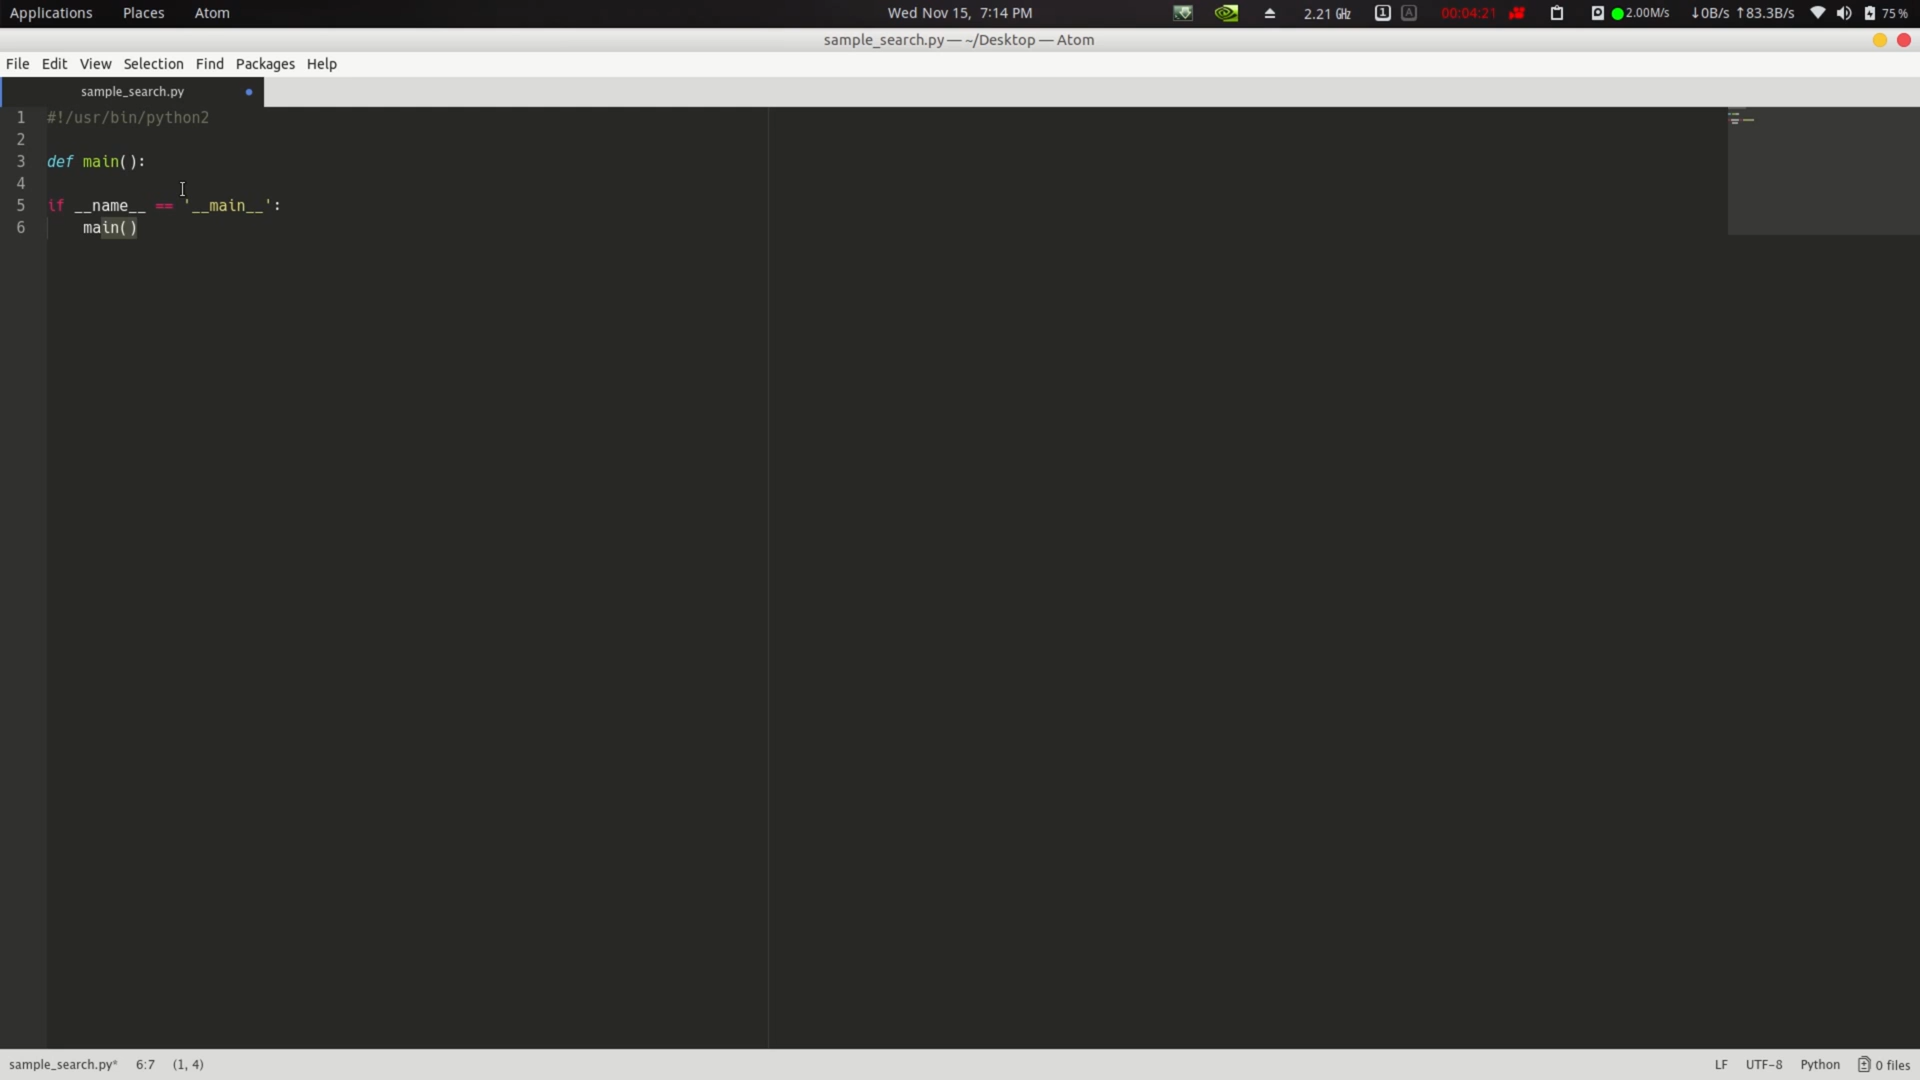 Applications Places Atom Wed Nov 15, 7:14 PM 2.21 GHz 1 A 00:04:21 2.00M/s ↓0B/s ↑83.3B/s 75 %
sample_search.py — ~/Desktop — Atom
File Edit View Selection Find Packages Help
sample_search.py
1 #!/usr/bin/python2
2
3 def main():
4
5 if __name__ == '__main__':
6 main()
sample_search.py* 6:7 (1, 4) LF UTF-8 Python 0 files